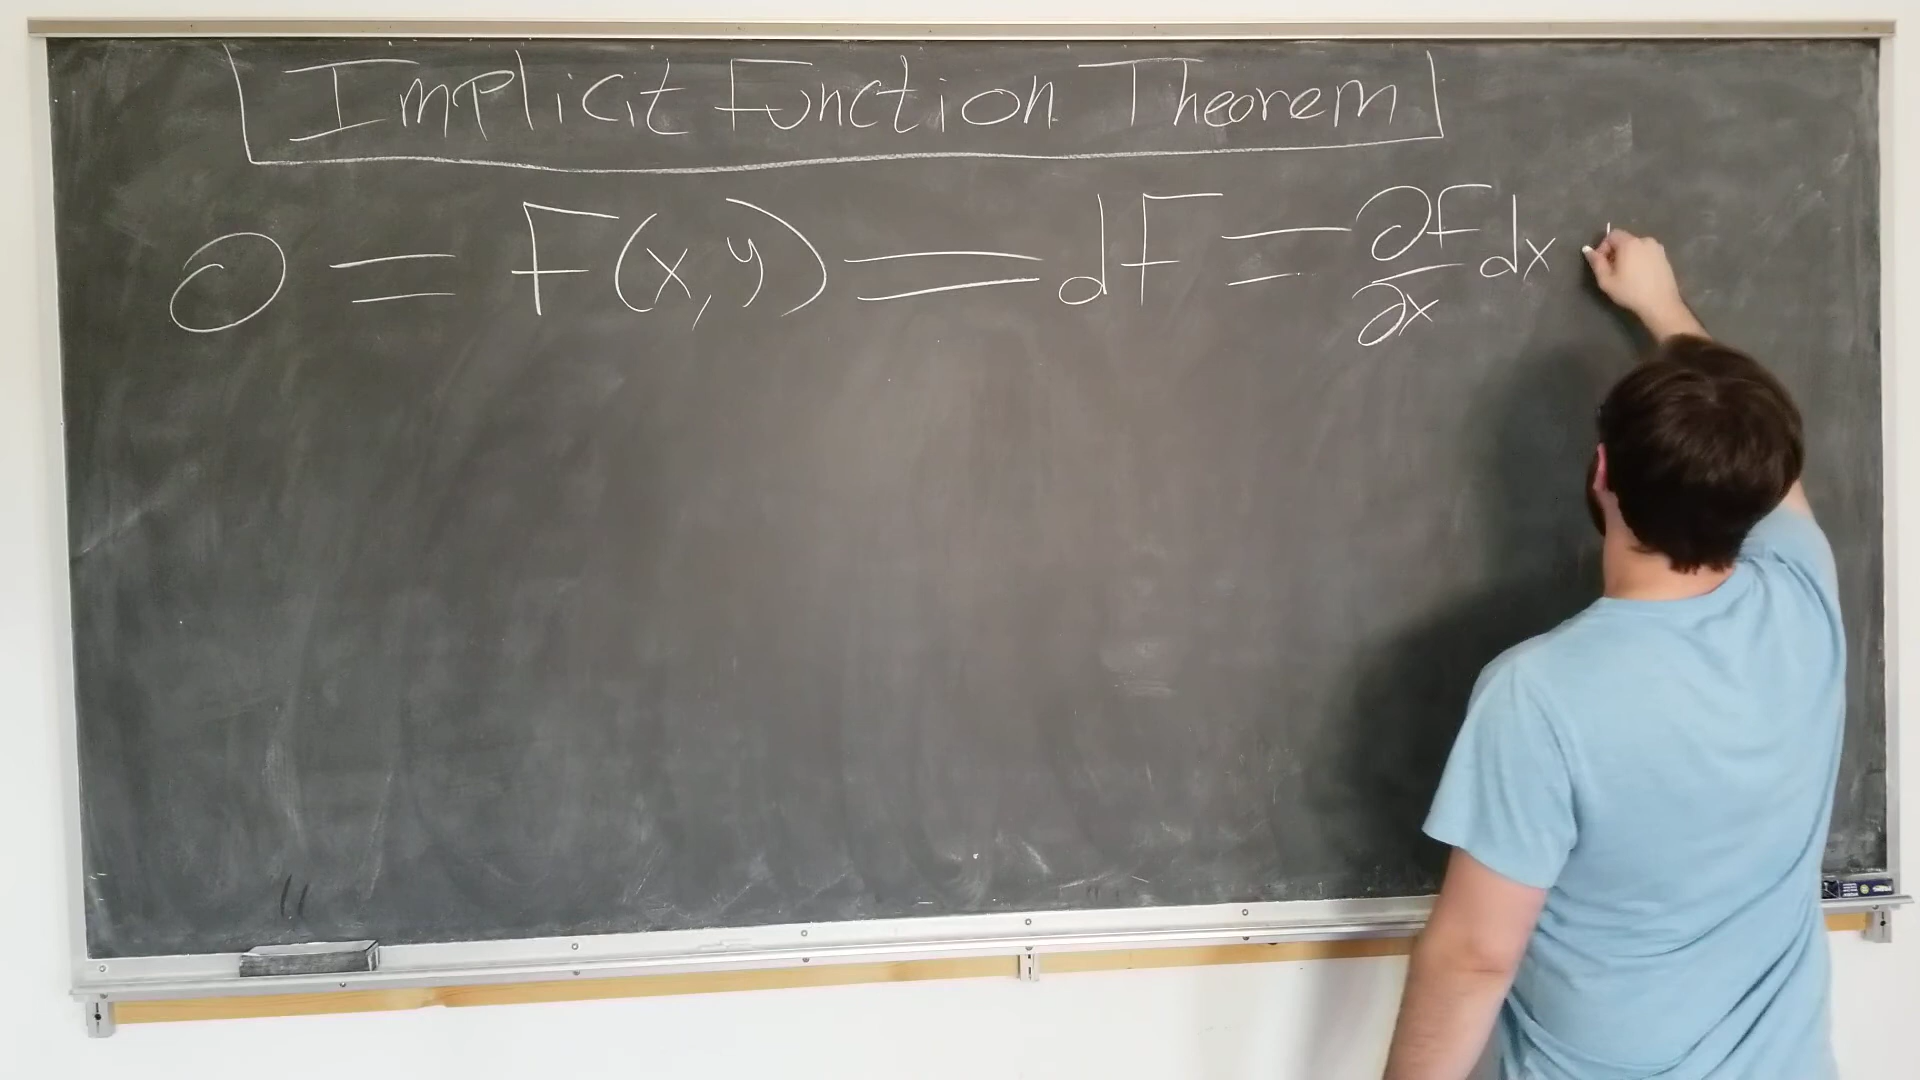 Implicit Function Theorem
0 = F(x,y) = dF = ∂F/∂x dx